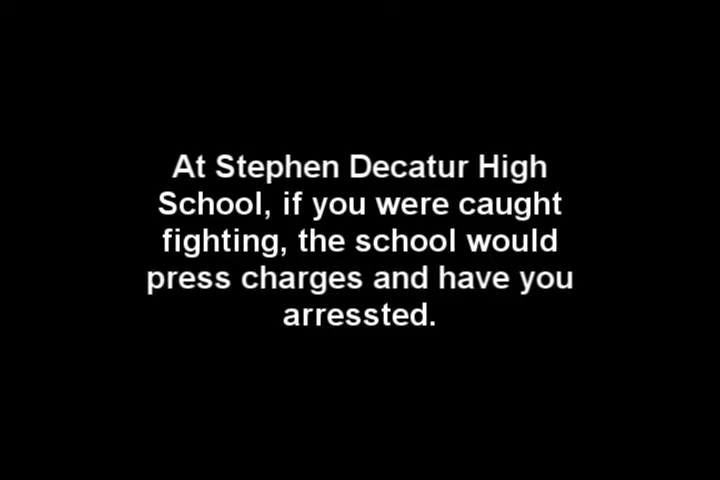 At Stephen Decatur High
School, if you were caught
fighting, the school would
press charges and have you
arressted.